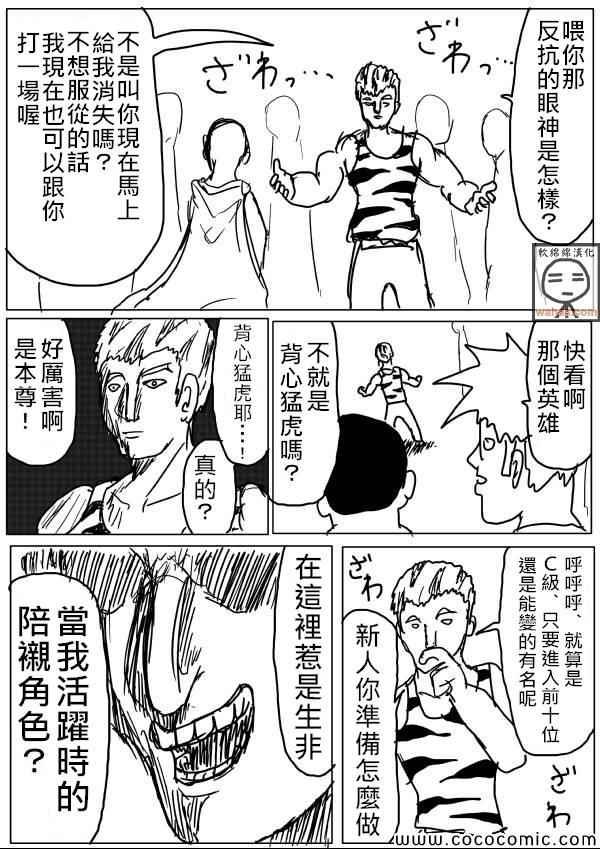 喂你那
反抗的眼神是怎樣？
ざわっ…
ざわっ…
不是叫你現在馬上
給我消失嗎？
不想服從的話
我現在也可以跟你
打一場喔
軟綿綿漢化
快看啊
那個英雄
不就是
背心猛虎嗎？
背心猛虎耶…！
真的？
好厲害啊
是本尊！
呼呼呼、就算是
C級、只要進入前十位
還是能變的有名呢
ざわ
ざわ
新人你準備怎麼做
在這裡惹是生非
當我活躍時的
陪襯角色？
www.cococomic.com